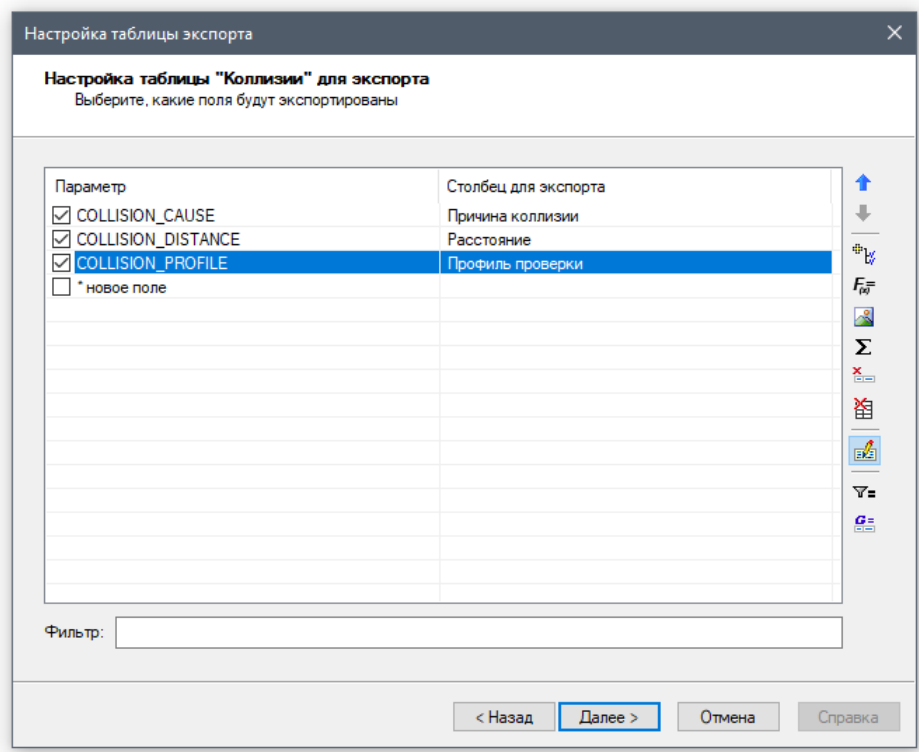 Настройка таблицы экспорта
Настройка таблицы "Коллизии" для экспорта
Выберите, какие поля будут экспортированы
Параметр Столбец для экспорта
COLLISION_CAUSE Причина коллизии
COLLISION_DISTANCE Расстояние
COLLISION_PROFILE Профиль проверки
* новое поле
Фильтр:
< Назад Далее > Отмена Справка